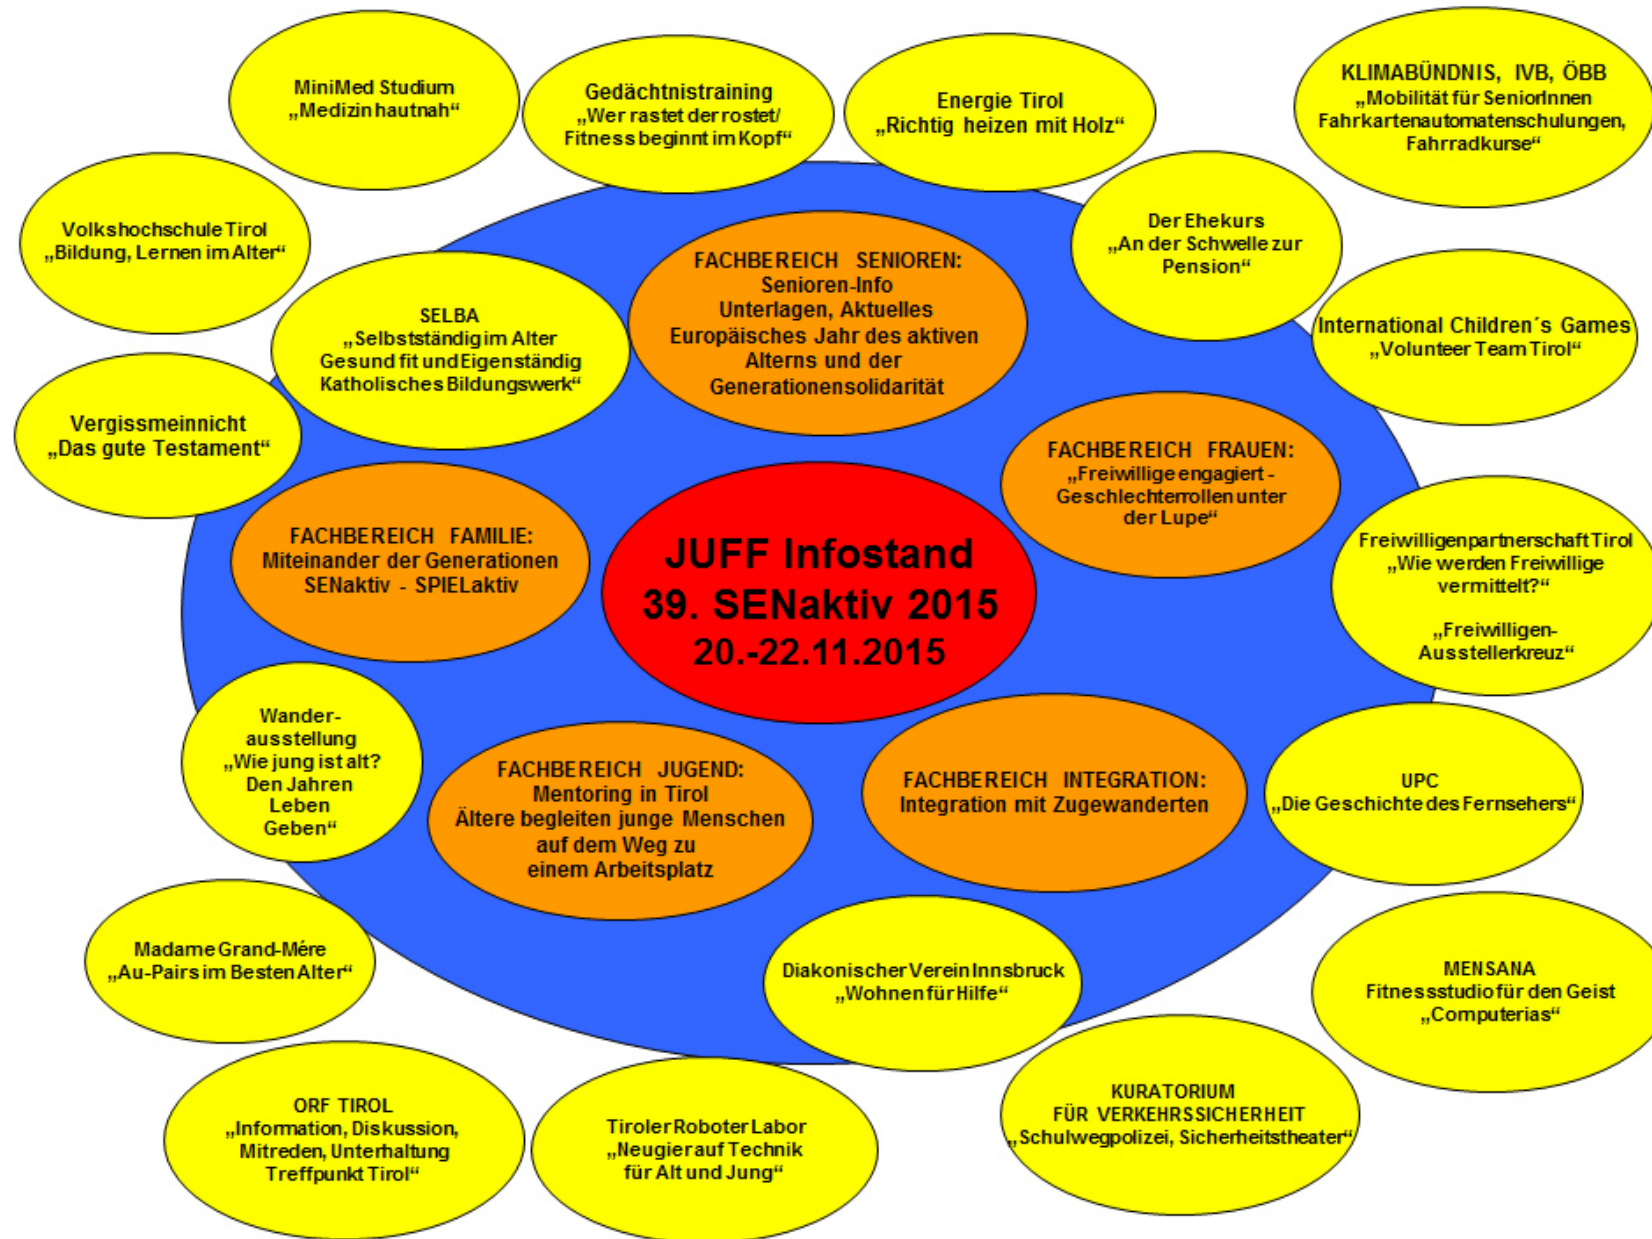 MiniMed Studium
„Medizin hautnah“
Gedächtnistraining
„Wer rastet der rostet/
Fitness beginnt im Kopf“
Energie Tirol
„Richtig heizen mit Holz“
KLIMABÜNDNIS, IVB, ÖBB
„Mobilität für SeniorInnen
Fahrkartenautomatenschulungen,
Fahrradkurse“
Volkshochschule Tirol
„Bildung, Lernen im Alter“
SELBA
„Selbstständig im Alter
Gesund fit und Eigenständig
Katholisches Bildungswerk“
FACHBEREICH SENIOREN:
Senioren-Info
Unterlagen, Aktuelles
Europäisches Jahr des aktiven
Alterns und der
Generationensolidarität
Der Ehekurs
„An der Schwelle zur
Pension“
International Children´s Games
„Volunteer Team Tirol“
Vergissmeinnicht
„Das gute Testament“
FACHBEREICH FRAUEN:
„Freiwillige engagiert -
Geschlechterrollen unter
der Lupe“
FACHBEREICH FAMILIE:
Miteinander der Generationen
SENaktiv - SPIELaktiv
JUFF Infostand
39. SENaktiv 2015
20.-22.11.2015
Freiwilligenpartnerschaft Tirol
„Wie werden Freiwillige
vermittelt?“
„Freiwilligen-
Ausstellerkreuz“
Wander-
ausstellung
„Wie jung ist alt?
Den Jahren
Leben
Geben“
FACHBEREICH JUGEND:
Mentoring in Tirol
Ältere begleiten junge Menschen
auf dem Weg zu
einem Arbeitsplatz
FACHBEREICH INTEGRATION:
Integration mit Zugewanderten
UPC
„Die Geschichte des Fernsehers“
Madame Grand-Mére
„Au-Pairs im Besten Alter“
Diakonischer Verein Innsbruck
„Wohnen für Hilfe“
MENSANA
Fitnessstudio für den Geist
„Computerias“
ORF TIROL
„Information, Diskussion,
Mitreden, Unterhaltung
Treffpunkt Tirol“
Tiroler Roboter Labor
„Neugier auf Technik
für Alt und Jung“
KURATORIUM
FÜR VERKEHRSSICHERHEIT
„Schulwegpolizei, Sicherheitstheater“